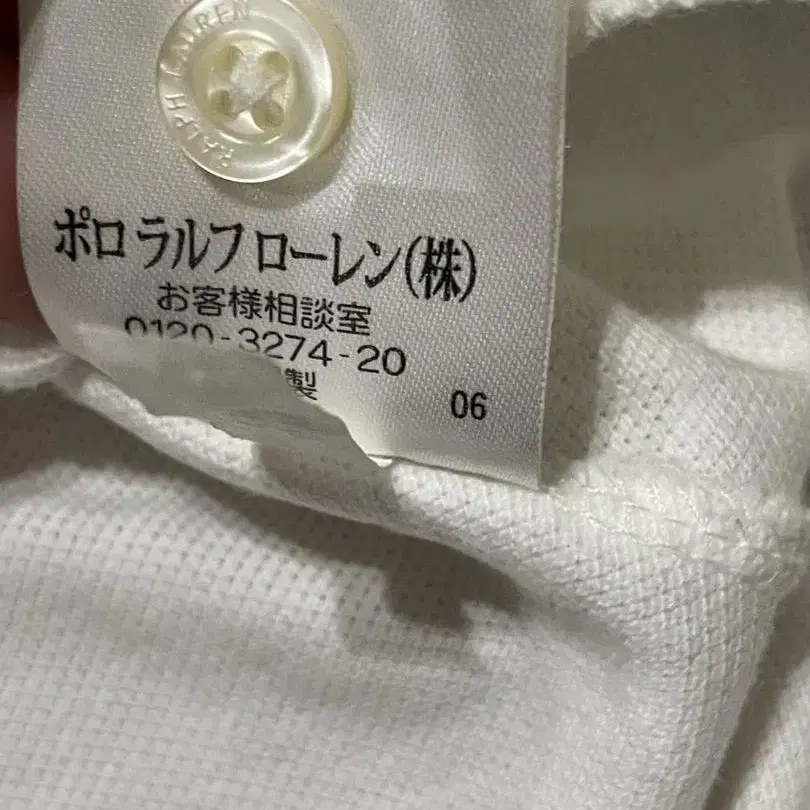 RALPH LAUREN
ポロ ラルフ ローレン(株)
お客様相談室
0120-3274-20
製
06